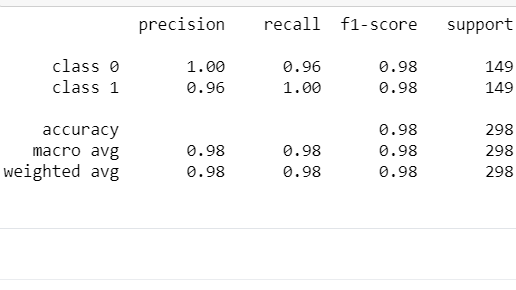 precision recall f1-score support
class 0 1.00 0.96 0.98 149
class 1 0.96 1.00 0.98 149
accuracy 0.98 298
macro avg 0.98 0.98 0.98 298
weighted avg 0.98 0.98 0.98 298